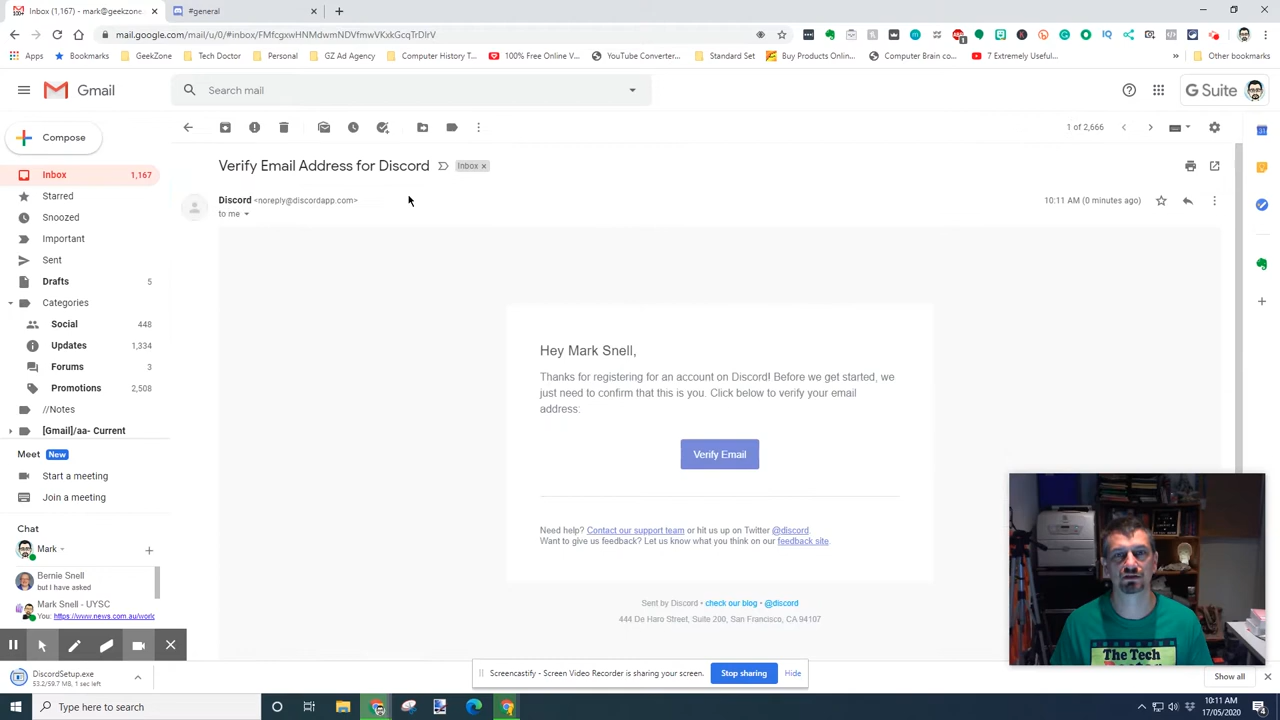 Inbox (1,167) - mark@geekzone
#general
mail.google.com/mail/u/0/#inbox/FMfcgxwHNMdwmNDVfmwVKxkGcqTrDlrV
Apps
Bookmarks
GeekZone
Tech Doctor
Personal
GZ Ad Agency
Computer History T...
100% Free Online V...
YouTube Converter...
Standard Set
Buy Products Onlin...
Computer Brain co...
7 Extremely Useful...
»
Other bookmarks
Gmail
Search mail
G Suite
Compose
1 of 2,666
Inbox 1,167
Starred
Snoozed
Important
Sent
Drafts 5
Categories
Social 448
Updates 1,334
Forums 3
Promotions 2,508
//Notes
[Gmail]/aa- Current
Meet New
Start a meeting
Join a meeting
Chat
Mark
Bernie Snell
but I have asked
Mark Snell - UYSC
You: https://www.news.com.au/world
Verify Email Address for Discord
Inbox x
Discord <noreply@discordapp.com>
10:11 AM (0 minutes ago)
to me
Hey Mark Snell,
Thanks for registering for an account on Discord! Before we get started, we
just need to confirm that this is you. Click below to verify your email
address:
Verify Email
Need help? Contact our support team or hit us up on Twitter @discord.
Want to give us feedback? Let us know what you think on our feedback site.
Sent by Discord • check our blog • @discord
444 De Haro Street, Suite 200, San Francisco, CA 94107
The Tech
DiscordSetup.exe
53.2/59.7 MB, 1 sec left
Screencastify - Screen Video Recorder is sharing your screen.
Stop sharing
Hide
Show all
Type here to search
10:11 AM
17/05/2020